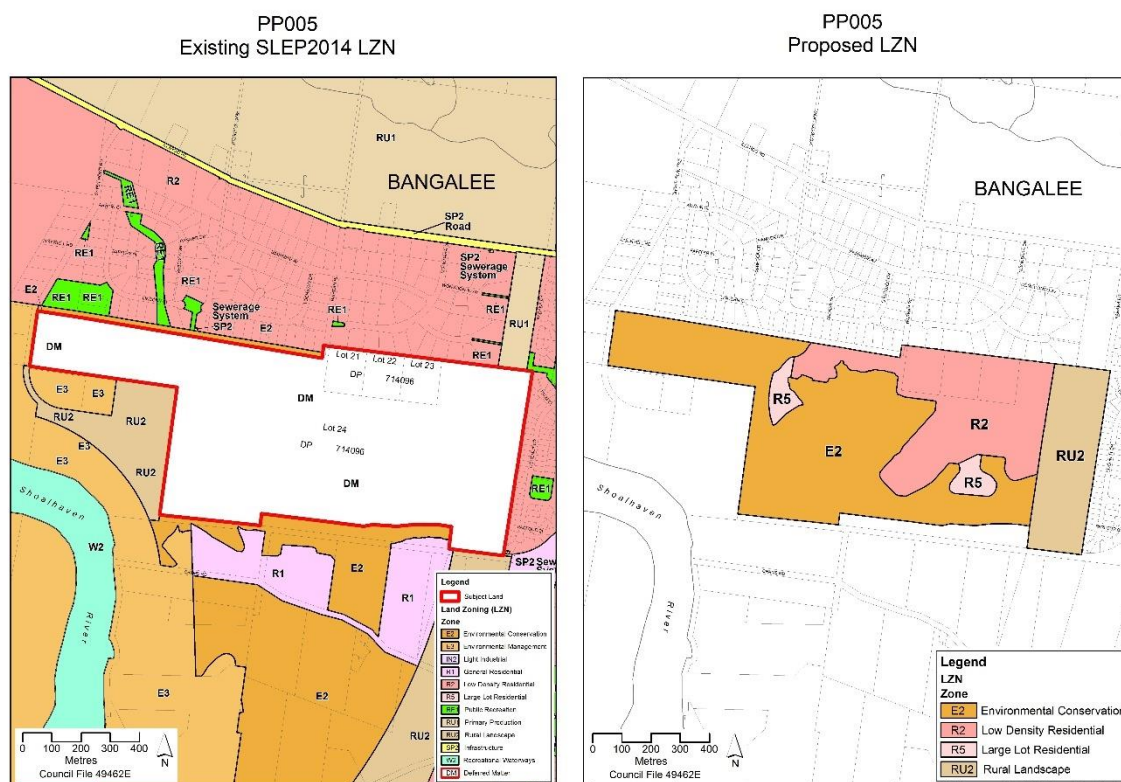 PP005
Existing SLEP2014 LZN
RU1
BANGALEE
R2
RE1
SP2
Road
RE1
RE1
SP2
Sewerage
System
RE1
E2
RE1
RE1
Sewerage
System
SP2
E2
RE1
RE1
RU1
RE1
DM
Lot 21
Lot 22
Lot 23
DP
714096
E3
E3
DM
RU2
E3
RU2
Lot 24
DP
714096
E3
RU2
DM
RE1
Shoalhaven
W2
River
R1
E2
R1
SP2
E3
E2
RU2
Legend
Subject Land
Land Zoning (LZN)
Zone
E2 Environmental Conservation
E3 Environmental Management
IN2 Light Industrial
R1 General Residential
R2 Low Density Residential
R5 Large Lot Residential
RE1 Public Recreation
RU1 Primary Production
RU2 Rural Landscape
SP2 Infrastructure
W2 Recreational Waterways
DM Deferred Matter
0 100 200 300 400
Metres
Council File 49462E
N
PP005
Proposed LZN
BANGALEE
R5
R2
E2
R5
RU2
Shoalhaven
River
Legend
LZN
Zone
E2 Environmental Conservation
R2 Low Density Residential
R5 Large Lot Residential
RU2 Rural Landscape
0 100 200 300 400
Metres
Council File 49462E
N